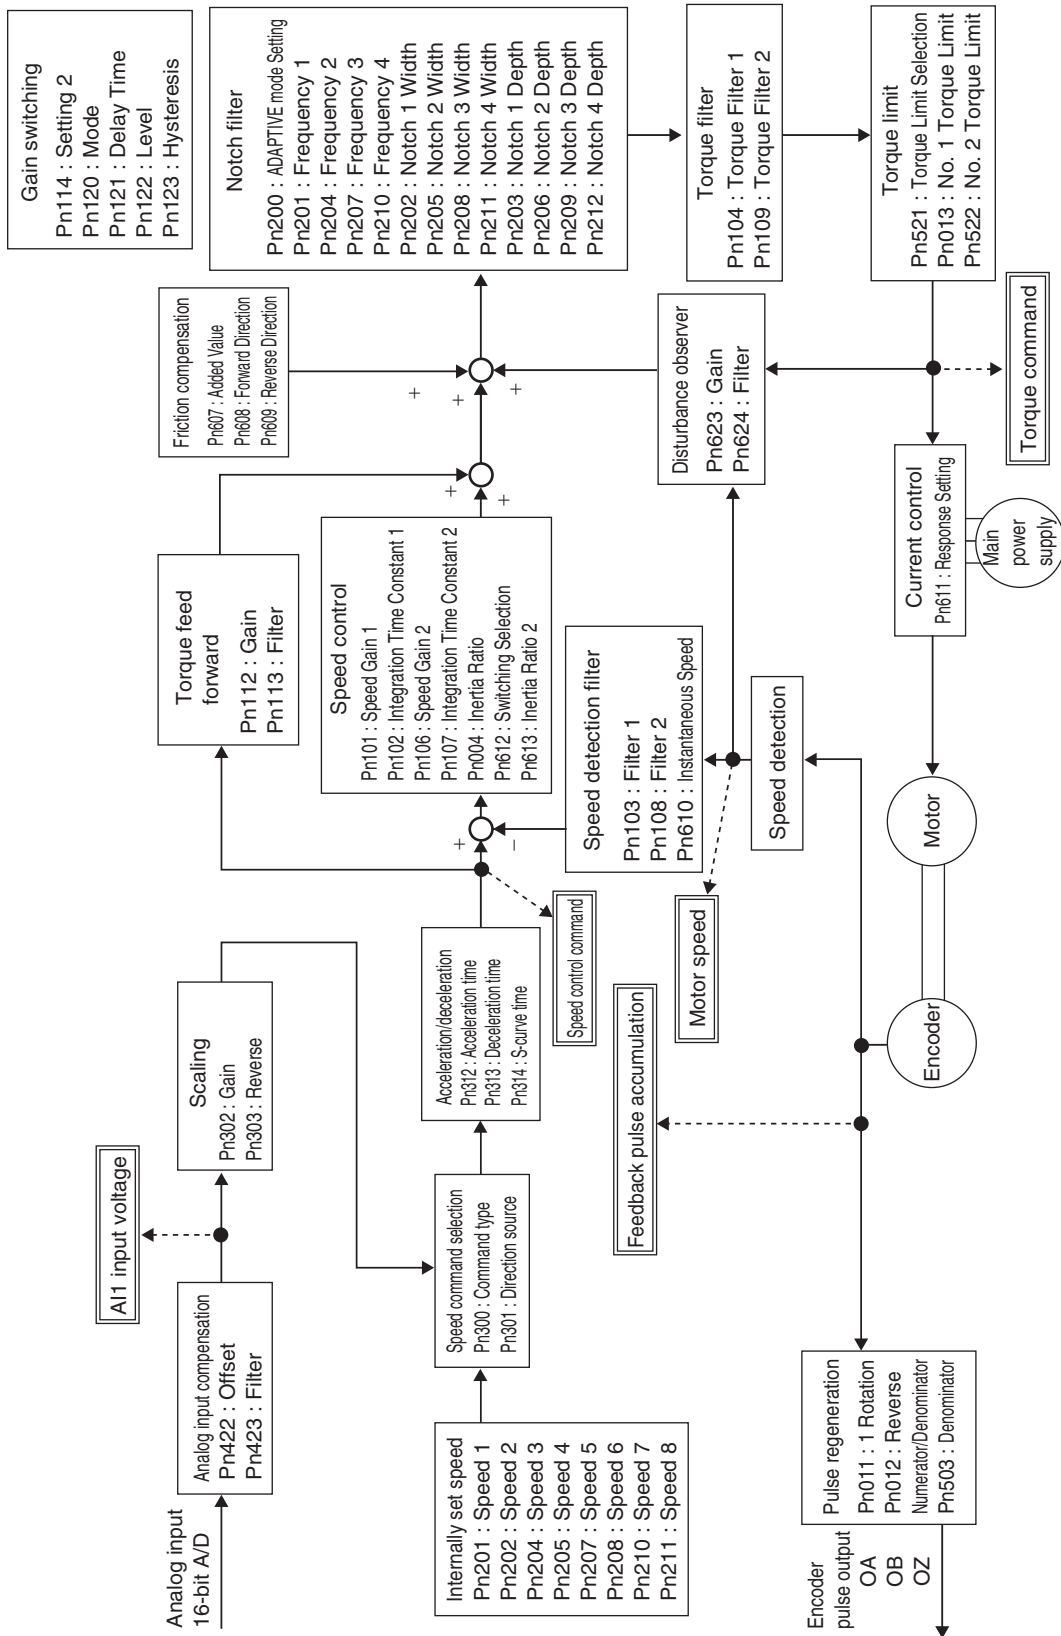 Analog input
16-bit A/D
Analog input compensation
Pn422 : Offset
Pn423 : Filter
AI1 input voltage
Scaling
Pn302 : Gain
Pn303 : Reverse
Torque feed
forward
Pn112 : Gain
Pn113 : Filter
Friction compensation
Pn607 : Added Value
Pn608 : Forward Direction
Pn609 : Reverse Direction
Gain switching
Pn114 : Setting 2
Pn120 : Mode
Pn121 : Delay Time
Pn122 : Level
Pn123 : Hysteresis
Internally set speed
Pn201 : Speed 1
Pn202 : Speed 2
Pn204 : Speed 3
Pn205 : Speed 4
Pn207 : Speed 5
Pn208 : Speed 6
Pn210 : Speed 7
Pn211 : Speed 8
Speed command selection
Pn300 : Command type
Pn301 : Direction source
Acceleration/deceleration
Pn312 : Acceleration time
Pn313 : Deceleration time
Pn314 : S-curve time
Speed control command
+
−
Speed control
Pn101 : Speed Gain 1
Pn102 : Integration Time Constant 1
Pn106 : Speed Gain 2
Pn107 : Integration Time Constant 2
Pn004 : Inertia Ratio
Pn612 : Switching Selection
Pn613 : Inertia Ratio 2
+
+
+
+
+
Notch filter
Pn200 : ADAPTIVE mode Setting
Pn201 : Frequency 1
Pn204 : Frequency 2
Pn207 : Frequency 3
Pn210 : Frequency 4
Pn202 : Notch 1 Width
Pn205 : Notch 2 Width
Pn208 : Notch 3 Width
Pn211 : Notch 4 Width
Pn203 : Notch 1 Depth
Pn206 : Notch 2 Depth
Pn209 : Notch 3 Depth
Pn212 : Notch 4 Depth
Feedback pulse accumulation
Motor speed
Speed detection filter
Pn103 : Filter 1
Pn108 : Filter 2
Pn610 : Instantaneous Speed
Speed detection
Disturbance observer
Pn623 : Gain
Pn624 : Filter
Torque filter
Pn104 : Torque Filter 1
Pn109 : Torque Filter 2
Encoder
pulse output
OA
OB
OZ
Pulse regeneration
Pn011 : 1 Rotation
Pn012 : Reverse
Numerator/Denominator
Pn503 : Denominator
Encoder
Motor
Current control
Pn611 : Response Setting
Main
power
supply
Torque command
Torque limit
Pn521 : Torque Limit Selection
Pn013 : No. 1 Torque Limit
Pn522 : No. 2 Torque Limit